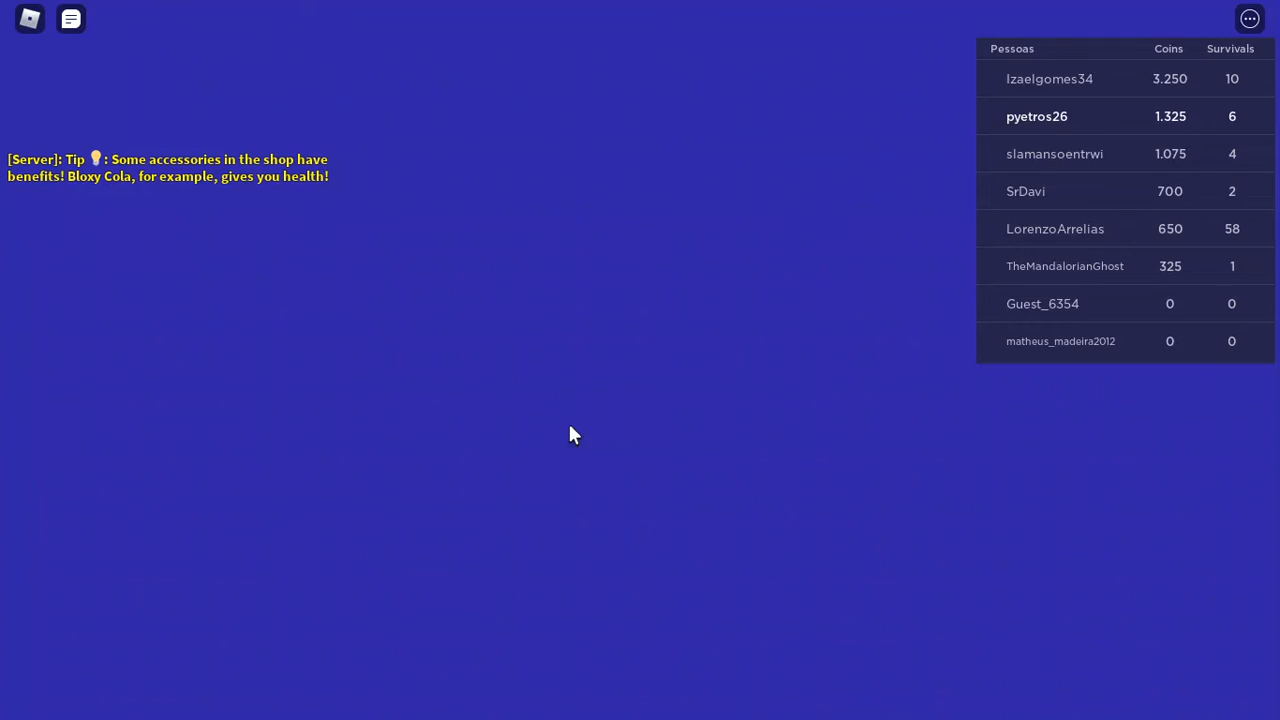 Pessoas Coins Survivals
Izaelgomes34 3.250 10
pyetros26 1.325 6
[Server]: Tip 💡: Some accessories in the shop have
benefits! Bloxy Cola, for example, gives you health!
slamansoentrwi 1.075 4
SrDavi 700 2
LorenzoArrelias 650 58
TheMandalorianGhost 325 1
Guest_6354 0 0
matheus_madeira2012 0 0